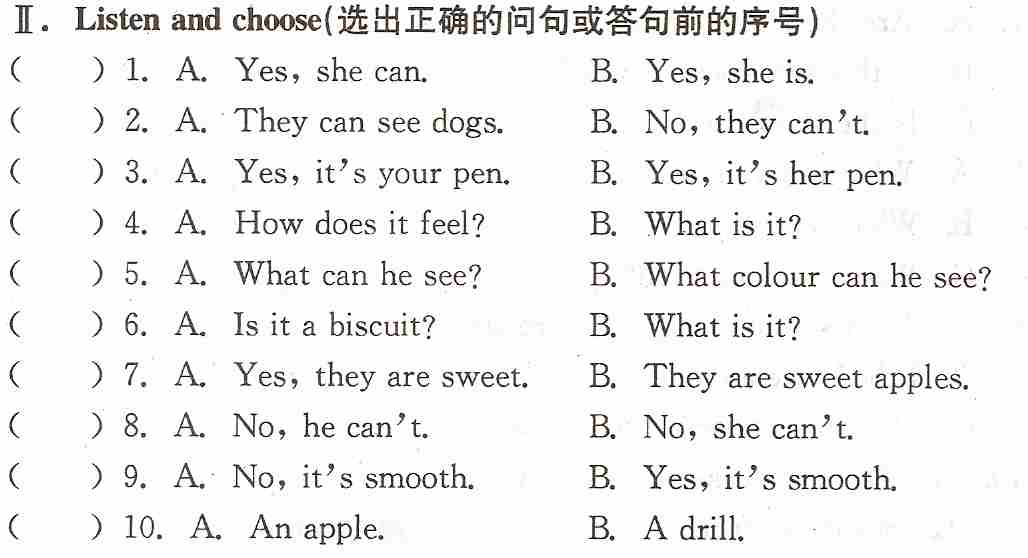 Ⅱ. Listen and choose(选出正确的问句或答句前的序号)
(    ) 1. A. Yes, she can.    B. Yes, she is.
(    ) 2. A. They can see dogs.    B. No, they can't.
(    ) 3. A. Yes, it's your pen.    B. Yes, it's her pen.
(    ) 4. A. How does it feel?    B. What is it?
(    ) 5. A. What can he see?    B. What colour can he see?
(    ) 6. A. Is it a biscuit?    B. What is it?
(    ) 7. A. Yes, they are sweet.    B. They are sweet apples.
(    ) 8. A. No, he can't.    B. No, she can't.
(    ) 9. A. No, it's smooth.    B. Yes, it's smooth.
(    ) 10. A. An apple.    B. A drill.